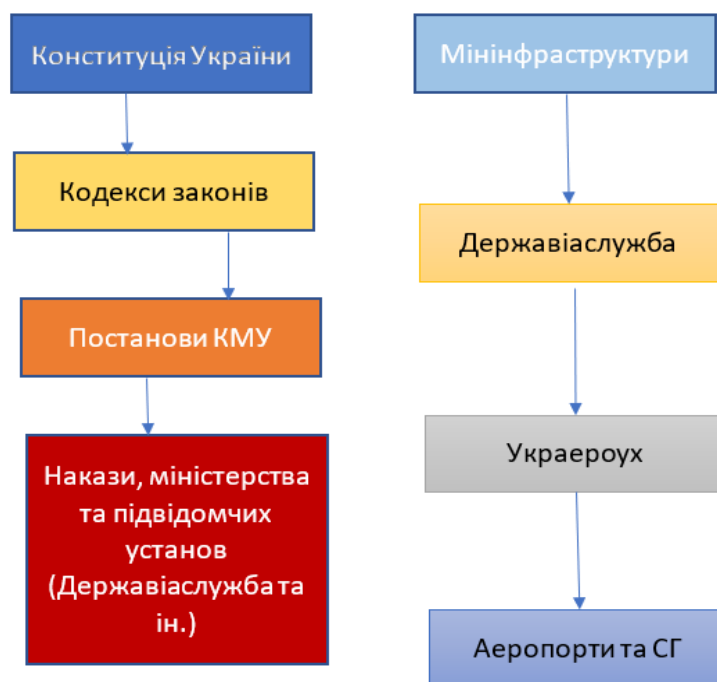 Конституція України
Кодекси законів
Постанови КМУ
Накази, міністерства
та підвідомчих
установ
(Державіаслужба та
ін.)
Мінінфраструктури
Державіаслужба
Украероух
Аеропорти та СГ